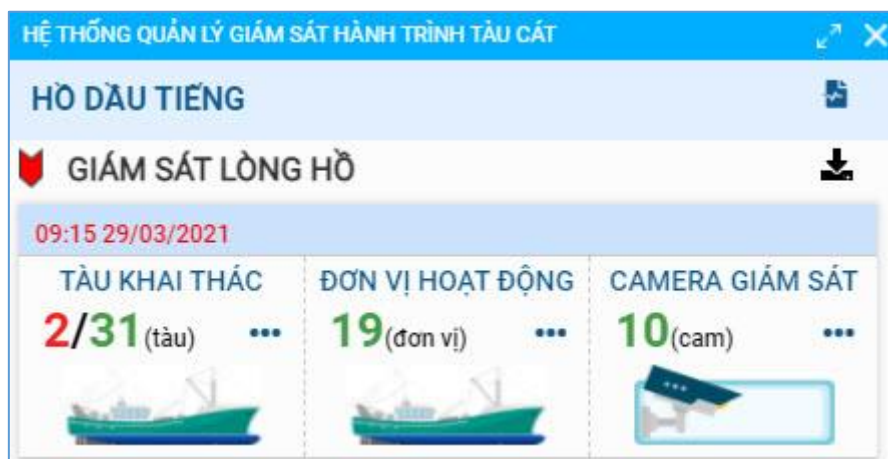 HỆ THỐNG QUẢN LÝ GIÁM SÁT HÀNH TRÌNH TÀU CÁT
HỒ DẦU TIẾNG
GIÁM SÁT LÒNG HỒ
09:15 29/03/2021
TÀU KHAI THÁC ĐƠN VỊ HOẠT ĐỘNG CAMERA GIÁM SÁT
2/31(tàu) ••• 19(đơn vị) ••• 10(cam) •••